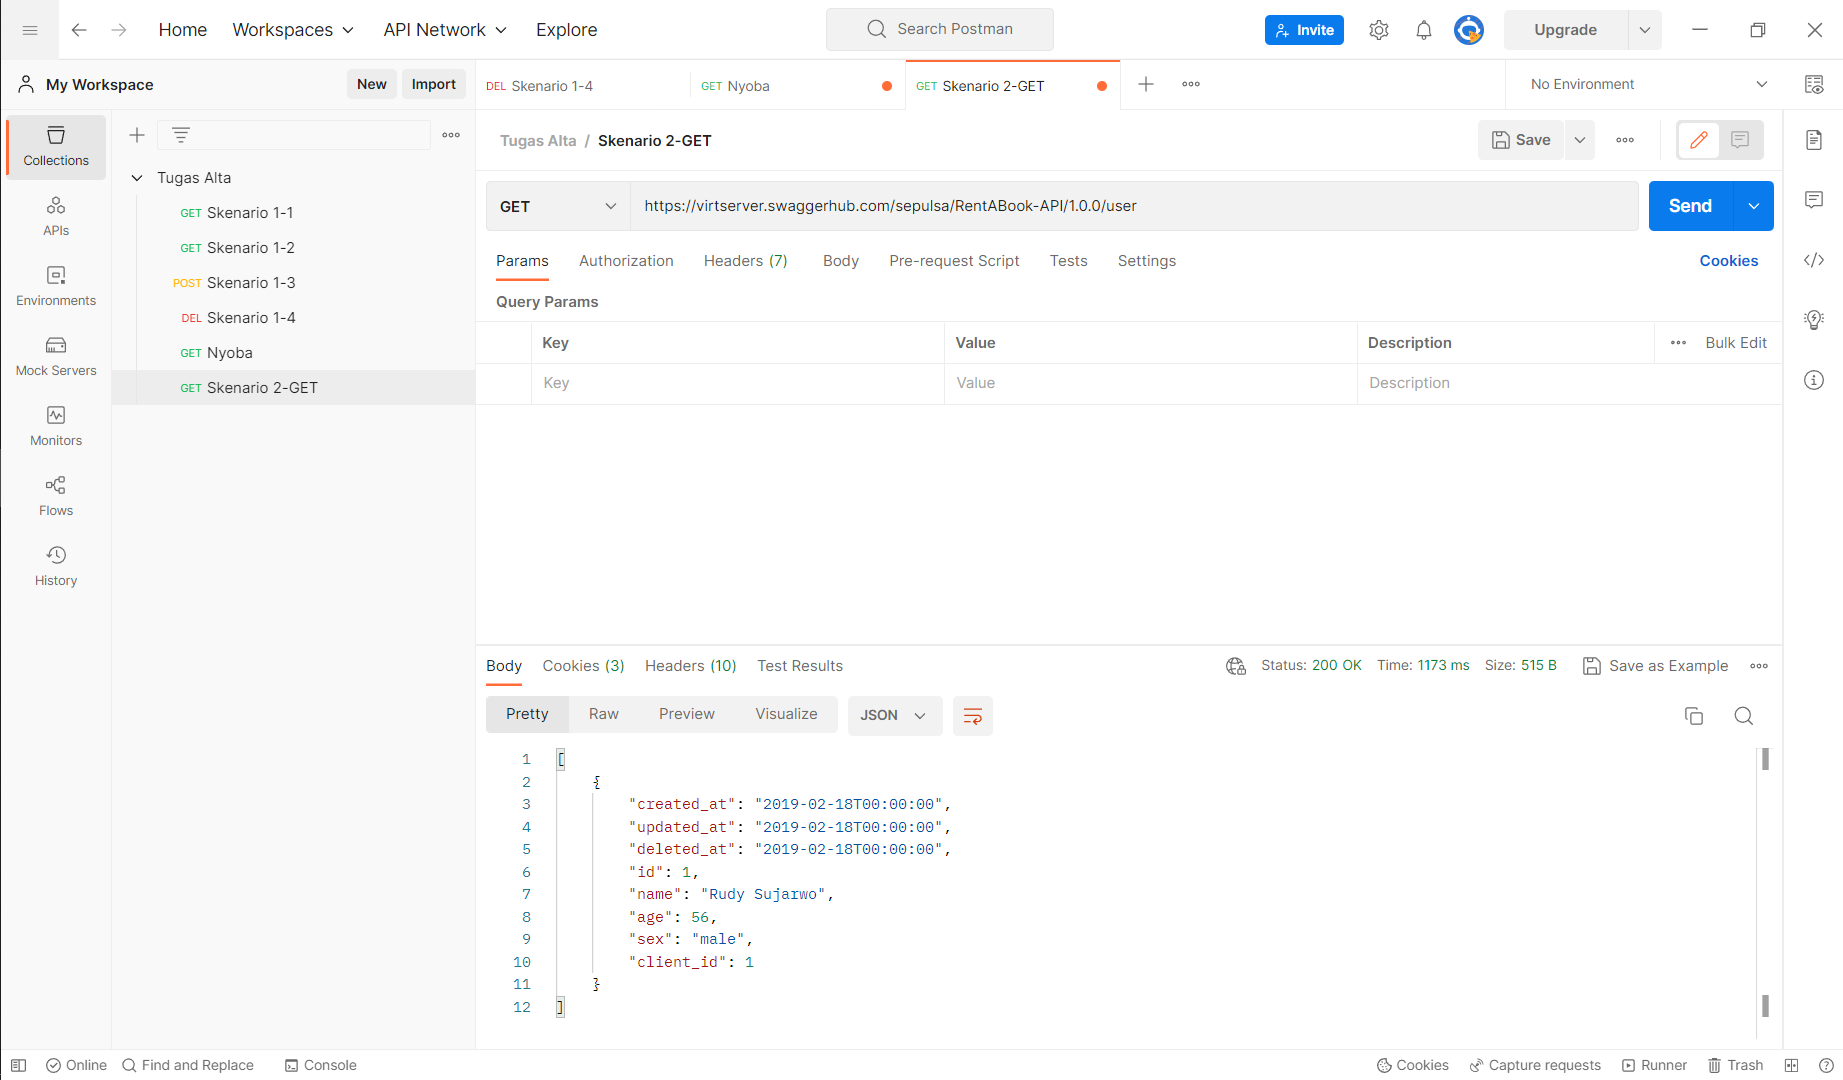 Home Workspaces API Network Explore Search Postman Invite Upgrade
My Workspace New Import DEL Skenario 1-4 GET Nyoba GET Skenario 2-GET No Environment
Collections
APIs
Environments
Mock Servers
Monitors
Flows
History
Tugas Alta
GET Skenario 1-1
GET Skenario 1-2
POST Skenario 1-3
DEL Skenario 1-4
GET Nyoba
GET Skenario 2-GET
Tugas Alta / Skenario 2-GET Save
GET https://virtserver.swaggerhub.com/sepulsa/RentABook-API/1.0.0/user Send
Params Authorization Headers (7) Body Pre-request Script Tests Settings Cookies
Query Params
Key Value Description Bulk Edit
Key Value Description
Body Cookies (3) Headers (10) Test Results Status: 200 OK Time: 1173 ms Size: 515 B Save as Example
Pretty Raw Preview Visualize JSON
1 [
2 {
3 "created_at": "2019-02-18T00:00:00",
4 "updated_at": "2019-02-18T00:00:00",
5 "deleted_at": "2019-02-18T00:00:00",
6 "id": 1,
7 "name": "Rudy Sujarwo",
8 "age": 56,
9 "sex": "male",
10 "client_id": 1
11 }
12 ]
Online Find and Replace Console Cookies Capture requests Runner Trash